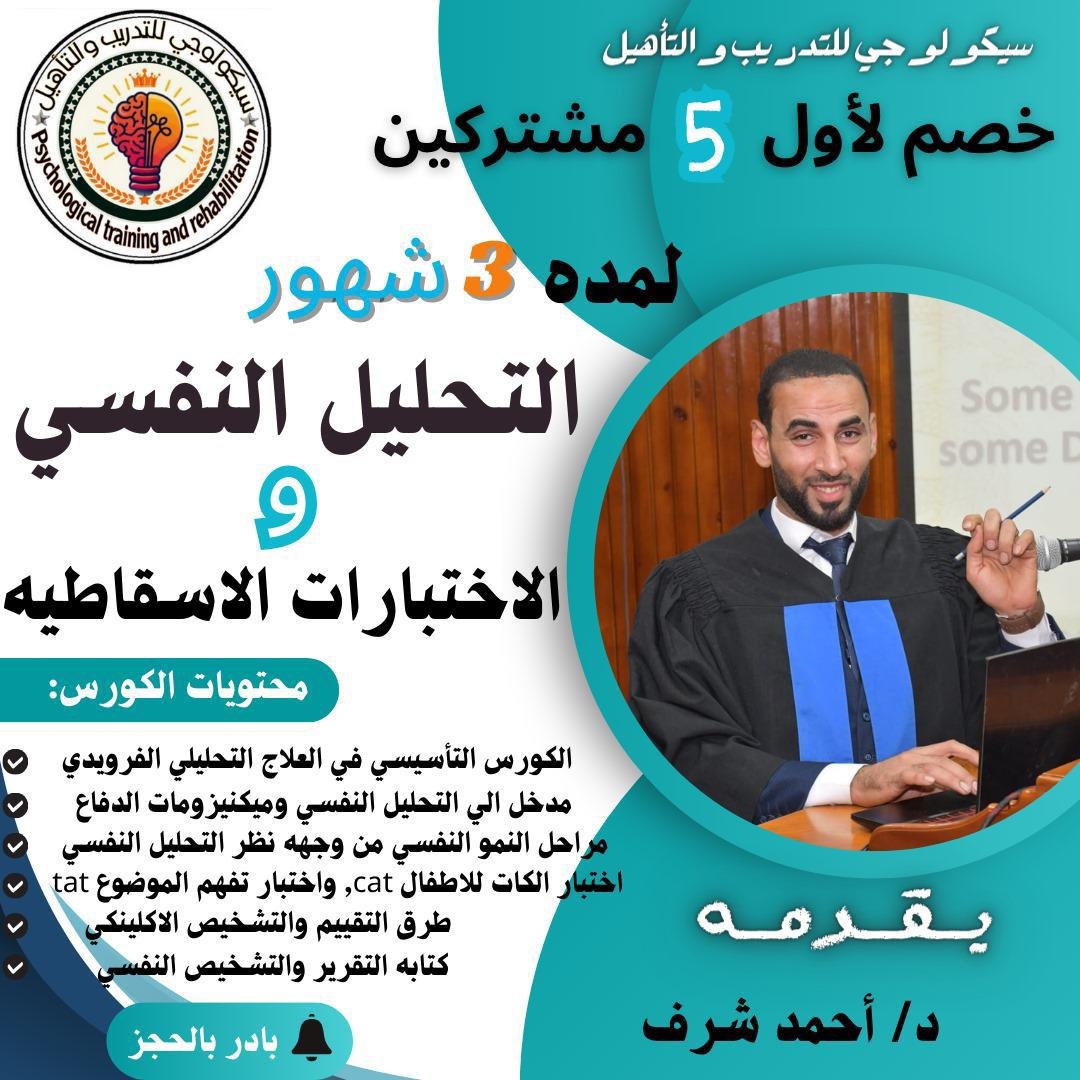 سيكولوجي للتدريب والتأهيل
Psychological training and rehabilitation
سيكولوجي للتدريب والتأهيل
خصم لأول 5 مشتركين
لمده 3 شهور
التحليل النفسي
و
الاختبارات الاسقاطيه
محتويات الكورس:
الكورس التأسيسي في العلاج التحليلي الفرويدي
مدخل الي التحليل النفسي وميكنيزومات الدفاع
مراحل النمو النفسي من وجهه نظر التحليل النفسي
اختبار الكات للاطفال cat, واختبار تفهم الموضوع tat
طرق التقييم والتشخيص الاكلينكي
كتابه التقرير والتشخيص النفسي
بادر بالحجز
Some
some D
يقدمه
د/ أحمد شرف